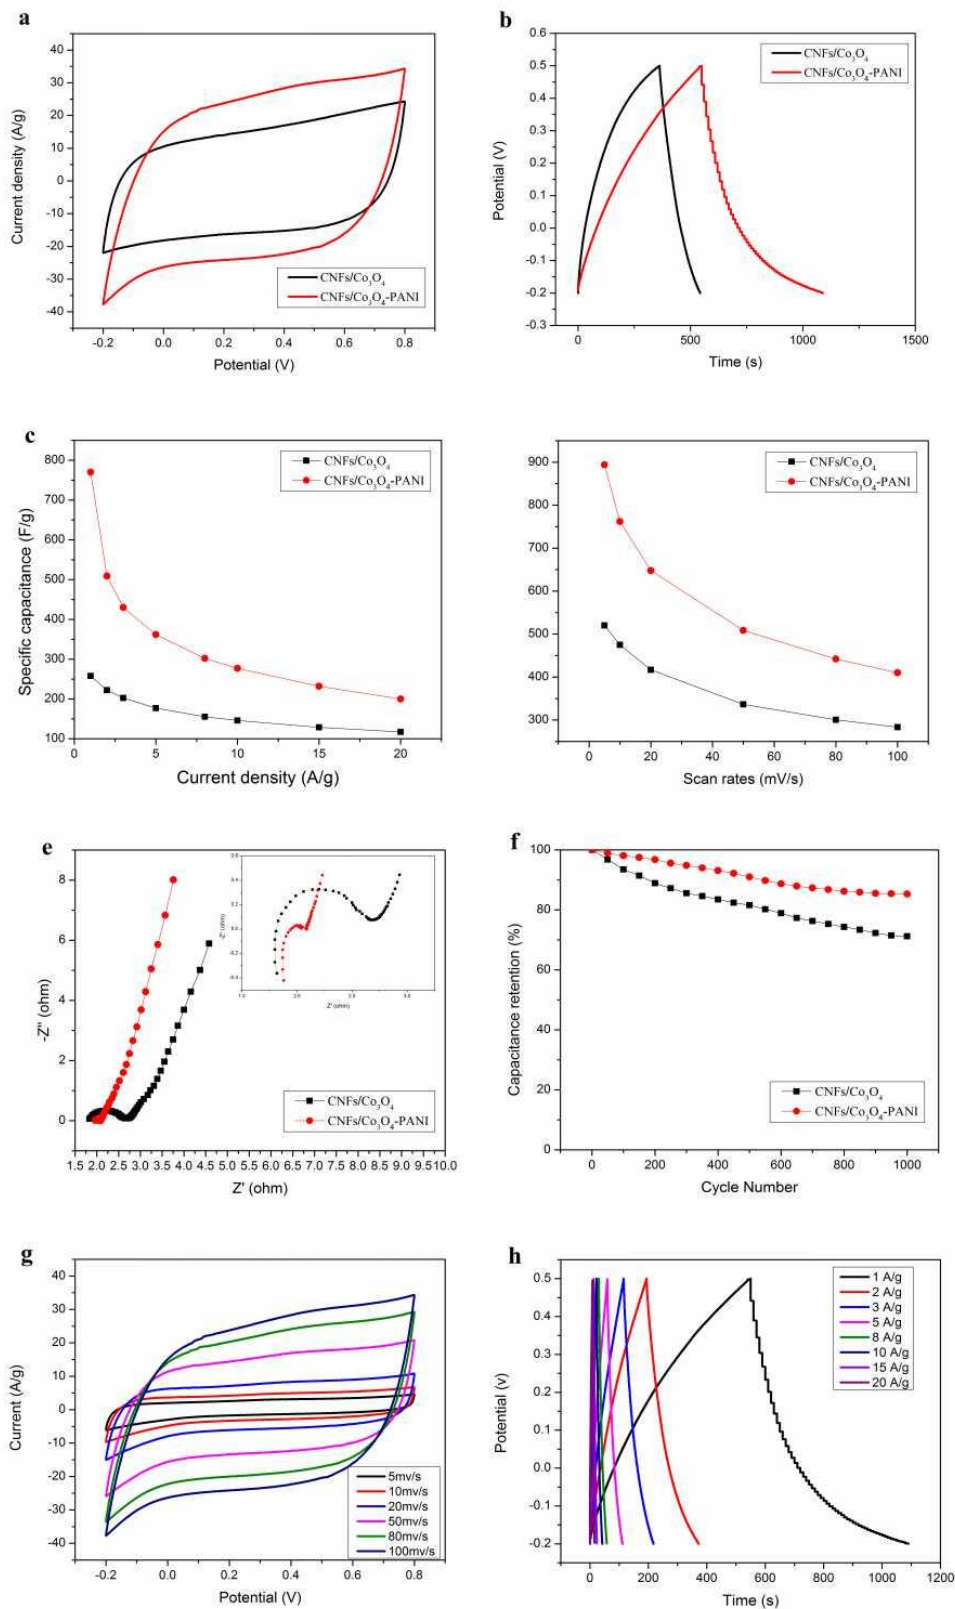 a
40
30
20
10
0
-10
-20
-30
-40
Current density (A/g)
-0.2 0.0 0.2 0.4 0.6 0.8
Potential (V)
CNFs/Co₃O₄
CNFs/Co₃O₄-PANI
b
0.6
0.5
0.4
0.3
0.2
0.1
0.0
-0.1
-0.2
-0.3
Potential (V)
0 500 1000 1500
Time (s)
CNFs/Co₃O₄
CNFs/Co₃O₄-PANI
c
800
700
600
500
400
300
200
100
Specific capacitance (F/g)
0 5 10 15 20
Current density (A/g)
CNFs/Co₃O₄
CNFs/Co₃O₄-PANI
900
800
700
600
500
400
300
0 20 40 60 80 100
Scan rates (mV/s)
CNFs/Co₃O₄
CNFs/Co₃O₄-PANI
e
8
6
4
2
0
-Z'' (ohm)
1.5 2.0 2.5 3.0 3.5 4.0 4.5 5.0 5.5 6.0 6.5 7.0 7.5 8.0 8.5 9.0 9.5 10.0
Z' (ohm)
CNFs/Co₃O₄
CNFs/Co₃O₄-PANI
Z' (ohm)
f
100
80
60
40
20
0
Capacitance retention (%)
0 200 400 600 800 1000
Cycle Number
CNFs/Co₃O₄
CNFs/Co₃O₄-PANI
g
40
30
20
10
0
-10
-20
-30
-40
Current (A/g)
-0.2 0.0 0.2 0.4 0.6 0.8
Potential (V)
5mv/s
10mv/s
20mv/s
50mv/s
80mv/s
100mv/s
h
0.5
0.4
0.3
0.2
0.1
0.0
-0.1
-0.2
Potential (v)
0 200 400 600 800 1000 1200
Time (s)
1 A/g
2 A/g
3 A/g
5 A/g
8 A/g
10 A/g
15 A/g
20 A/g